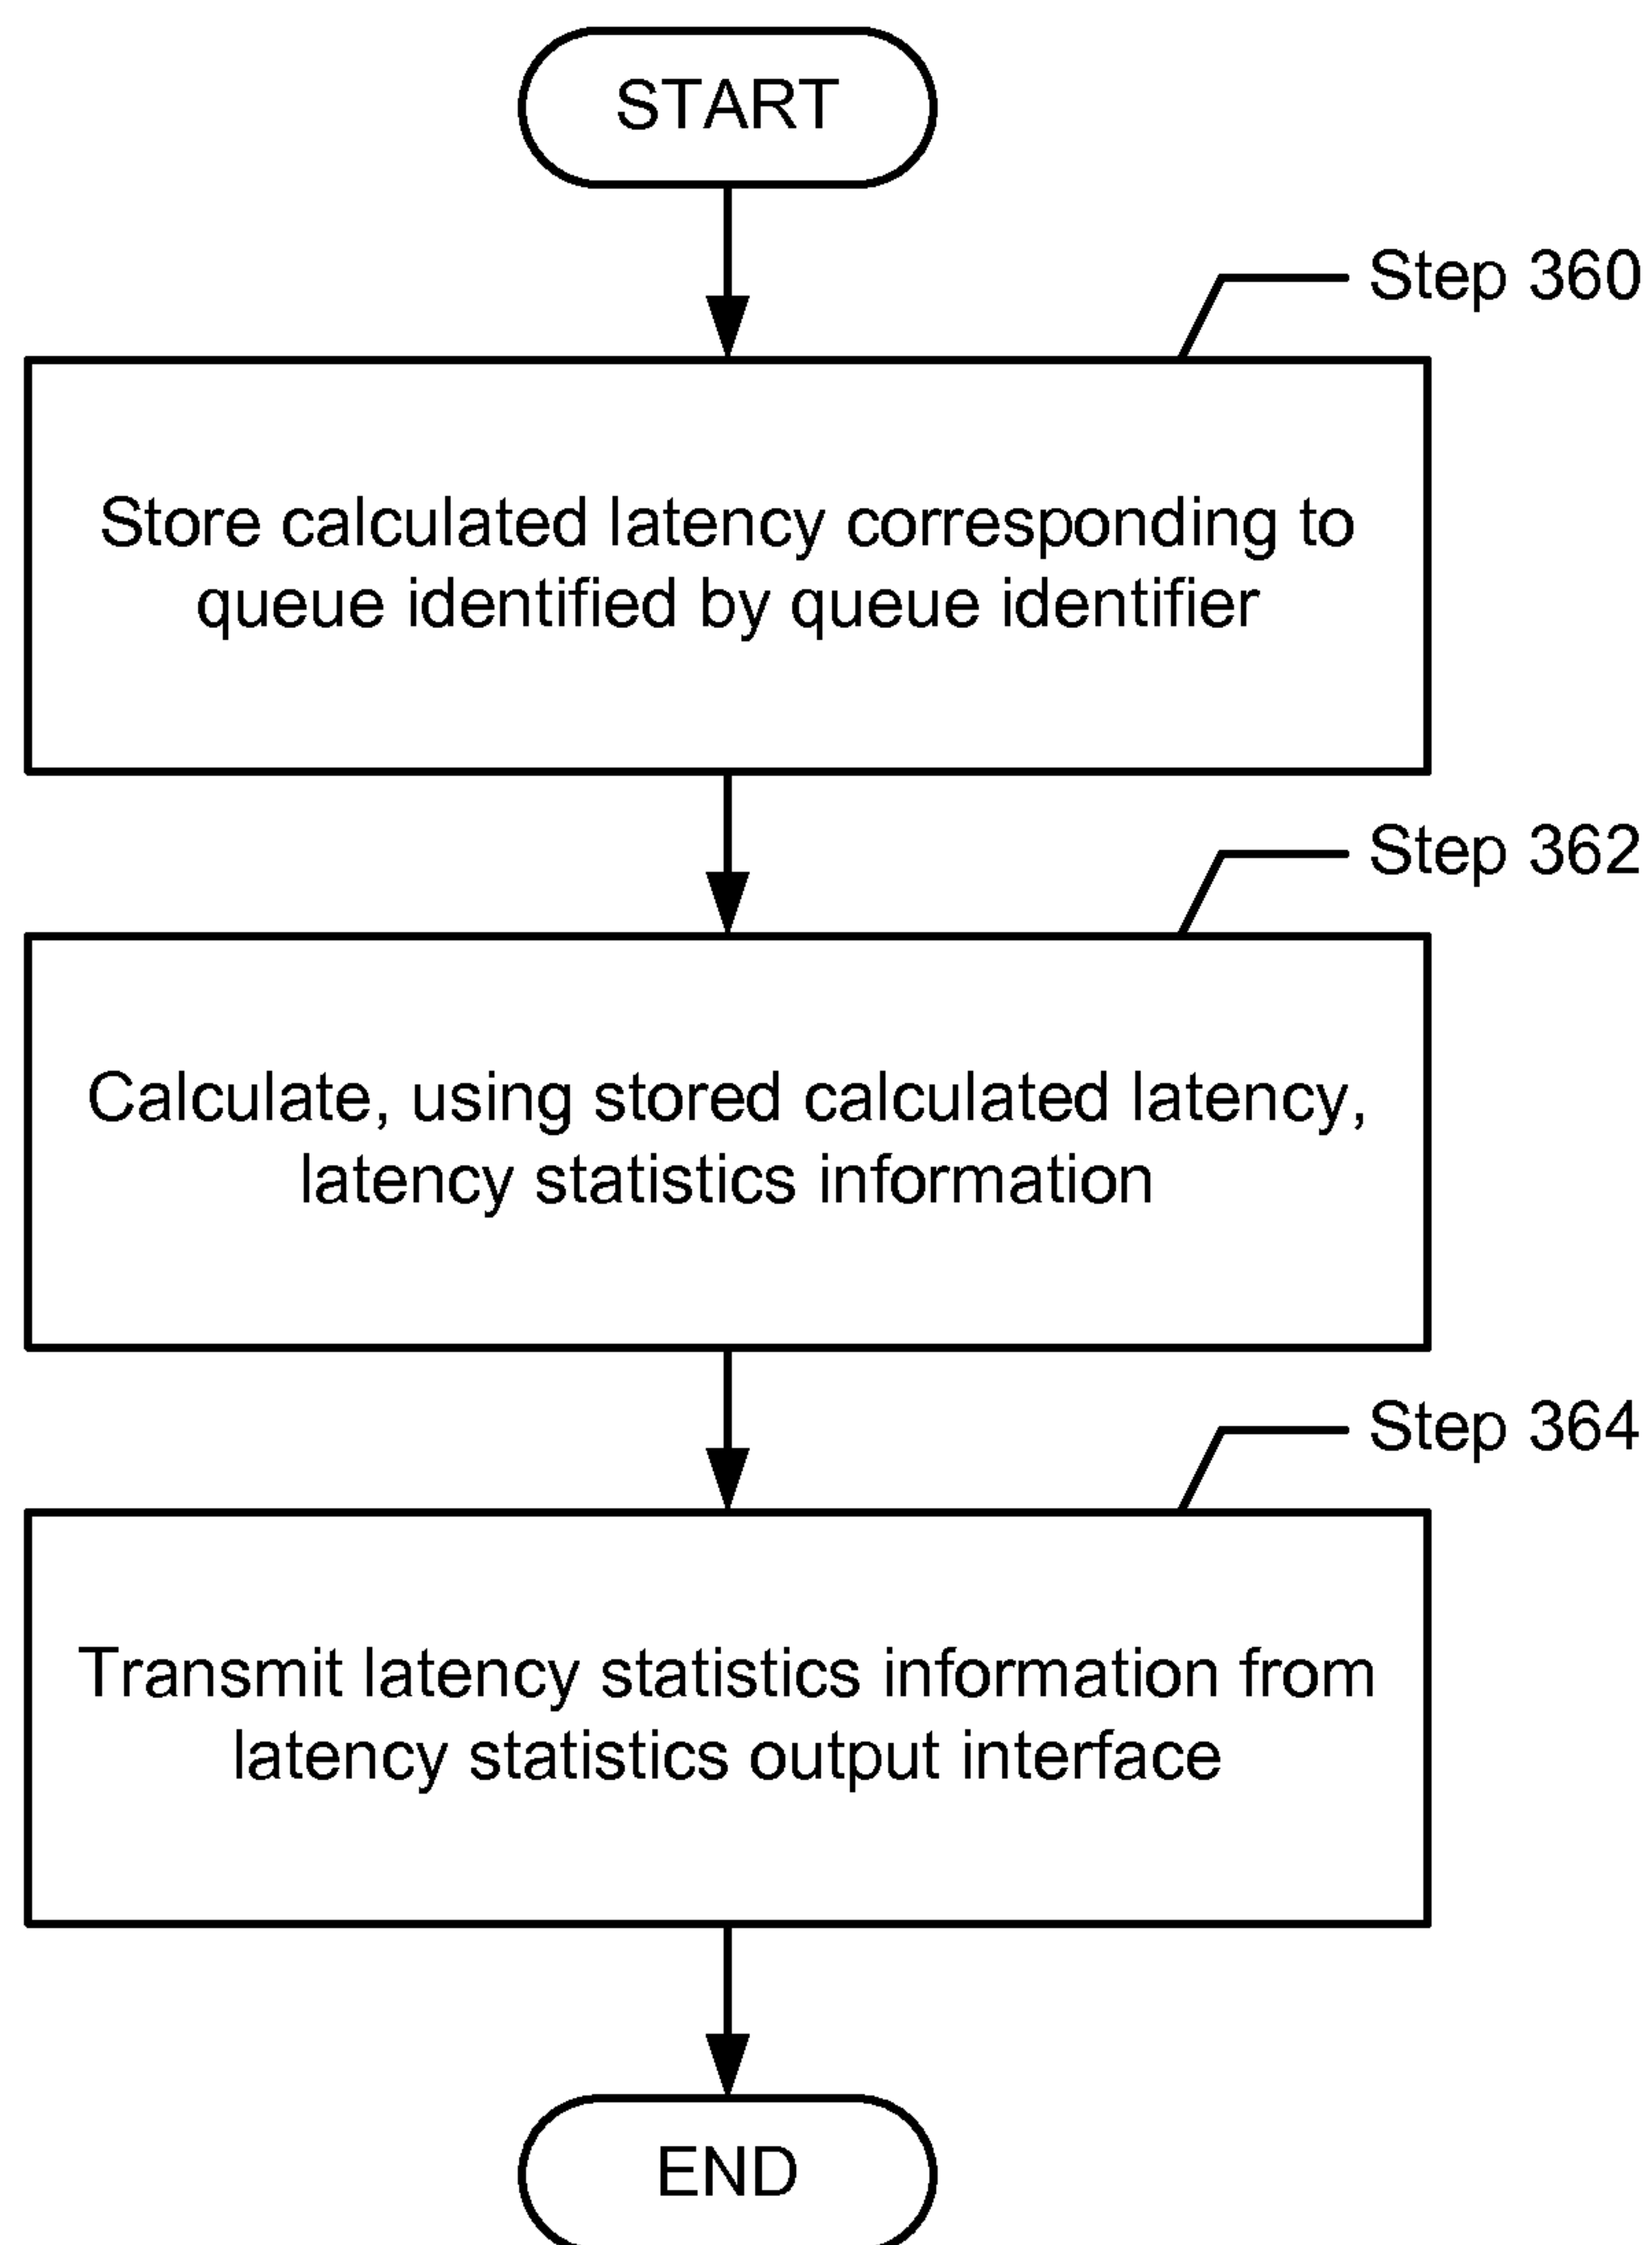 START
Step 360
Store calculated latency corresponding to
queue identified by queue identifier
Step 362
Calculate, using stored calculated latency,
latency statistics information
Step 364
Transmit latency statistics information from
latency statistics output interface
END